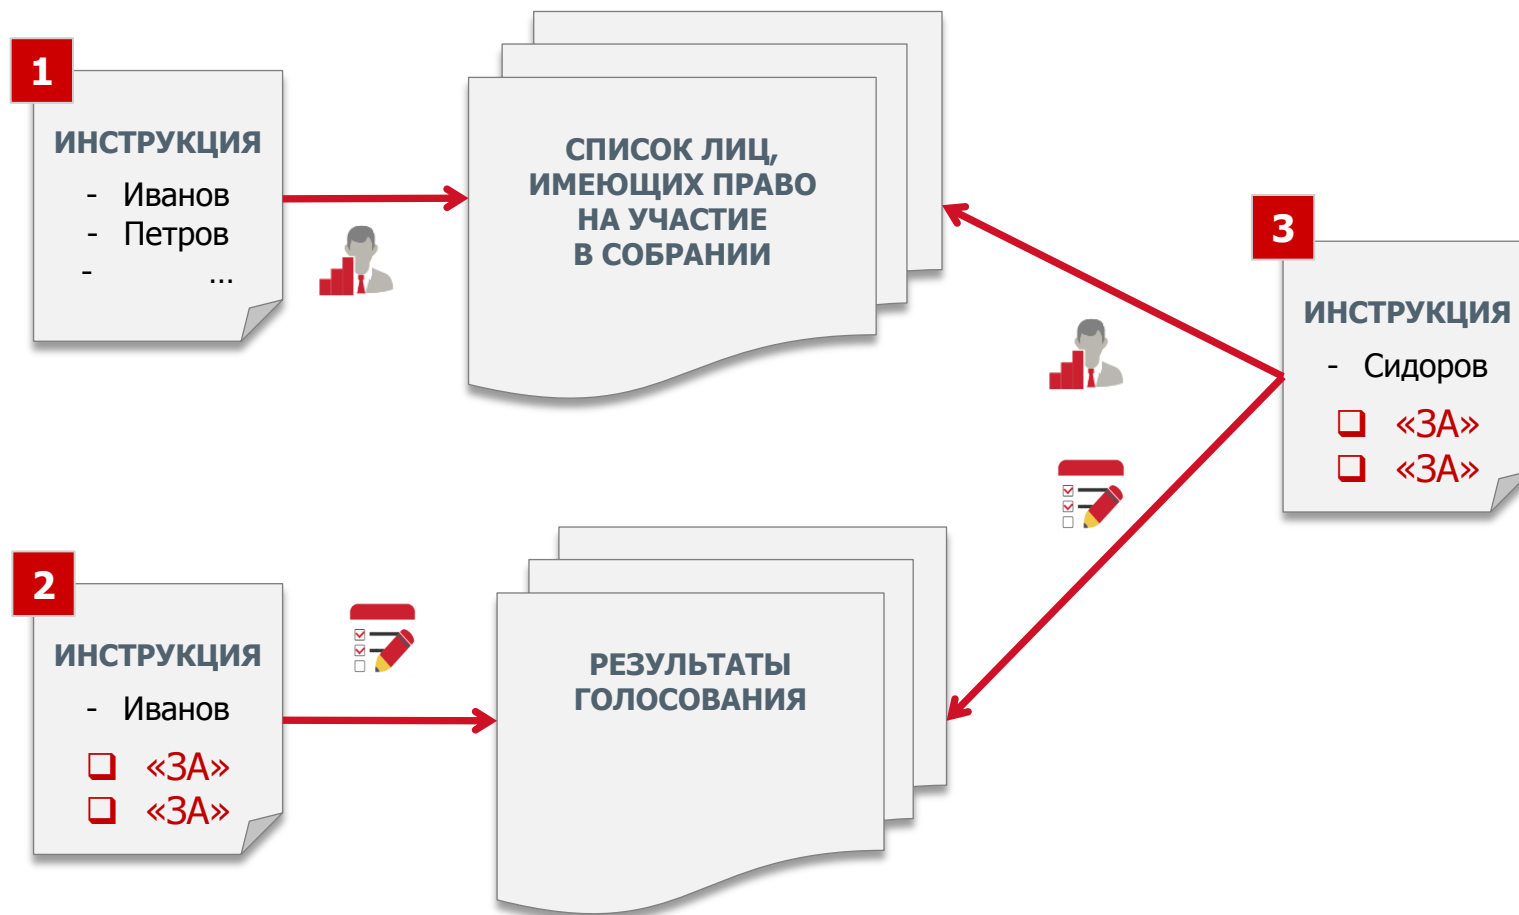 1
ИНСТРУКЦИЯ
- Иванов
- Петров
- ...
СПИСОК ЛИЦ,
ИМЕЮЩИХ ПРАВО
НА УЧАСТИЕ
В СОБРАНИИ
3
ИНСТРУКЦИЯ
- Сидоров
❑ «ЗА»
❑ «ЗА»
2
ИНСТРУКЦИЯ
- Иванов
❑ «ЗА»
❑ «ЗА»
РЕЗУЛЬТАТЫ
ГОЛОСОВАНИЯ